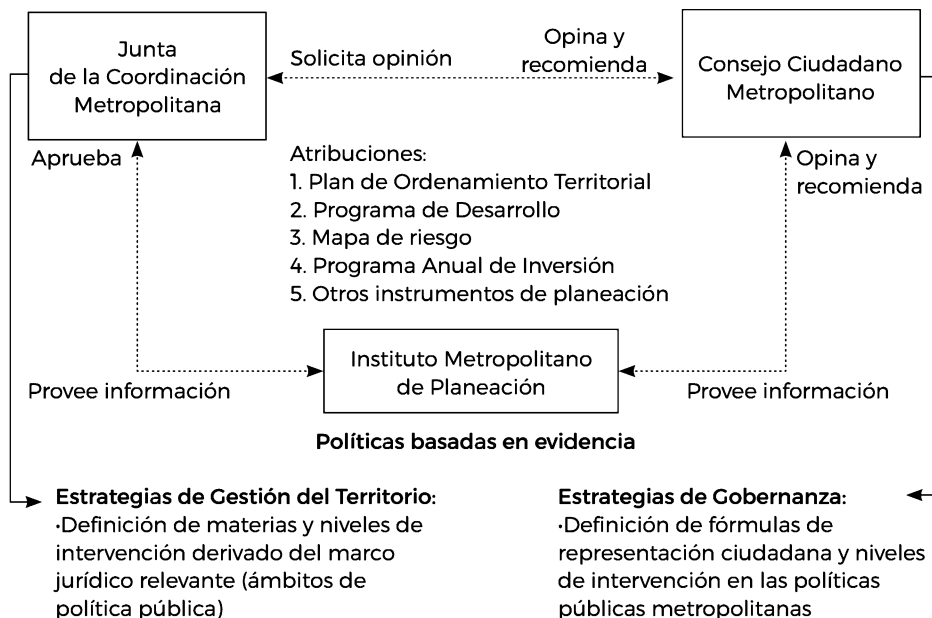 Junta
de la Coordinación
Metropolitana
Solicita opinión
Opina y
recomienda
Consejo Ciudadano
Metropolitano
Aprueba
Atribuciones:
1. Plan de Ordenamiento Territorial
2. Programa de Desarrollo
3. Mapa de riesgo
4. Programa Anual de Inversión
5. Otros instrumentos de planeación
Opina y
recomienda
Instituto Metropolitano
de Planeación
Provee información
Provee información
Políticas basadas en evidencia
Estrategias de Gestión del Territorio:
·Definición de materias y niveles de
intervención derivado del marco
jurídico relevante (ámbitos de
política pública)
Estrategias de Gobernanza:
·Definición de fórmulas de
representación ciudadana y niveles
de intervención en las políticas
públicas metropolitanas